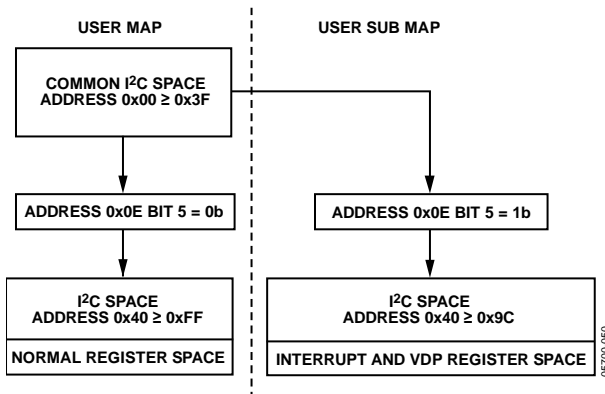 USER MAP
USER SUB MAP
COMMON I²C SPACE
ADDRESS 0x00 ≥ 0x3F
ADDRESS 0x0E BIT 5 = 0b
ADDRESS 0x0E BIT 5 = 1b
I²C SPACE
ADDRESS 0x40 ≥ 0xFF
NORMAL REGISTER SPACE
I²C SPACE
ADDRESS 0x40 ≥ 0x9C
INTERRUPT AND VDP REGISTER SPACE